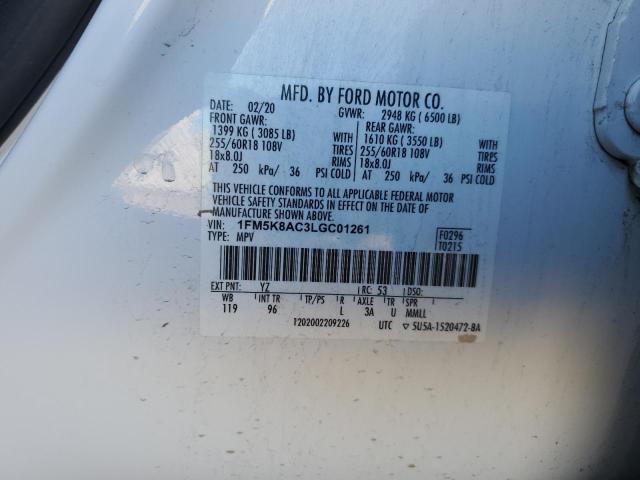 MFD. BY FORD MOTOR CO.
DATE: 02/20 GVWR: 2948 KG ( 6500 LB)
FRONT GAWR: REAR GAWR:
1399 KG ( 3085 LB) WITH 1610 KG ( 3550 LB) WITH
255/60R18 108V TIRES 255/60R18 108V TIRES
18x8.0J RIMS 18x8.0J RIMS
AT 250 kPa/ 36 PSI COLD AT 250 kPa/ 36 PSI COLD
THIS VEHICLE CONFORMS TO ALL APPLICABLE FEDERAL MOTOR
VEHICLE SAFETY AND BUMPER STANDARDS IN EFFECT ON THE DATE
OF MANUFACTURE SHOWN ABOVE.
VIN: 1FM5K8AC3LGC01261 F0296
TYPE: MPV T0215
EXT PNT: YZ RC: 53 DSO:
WB INT TR TP/PS R AXLE TR SPR
119 96 L 3A U MMLL
1202002209226 UTC ▽ 5U5A-1520472-BA